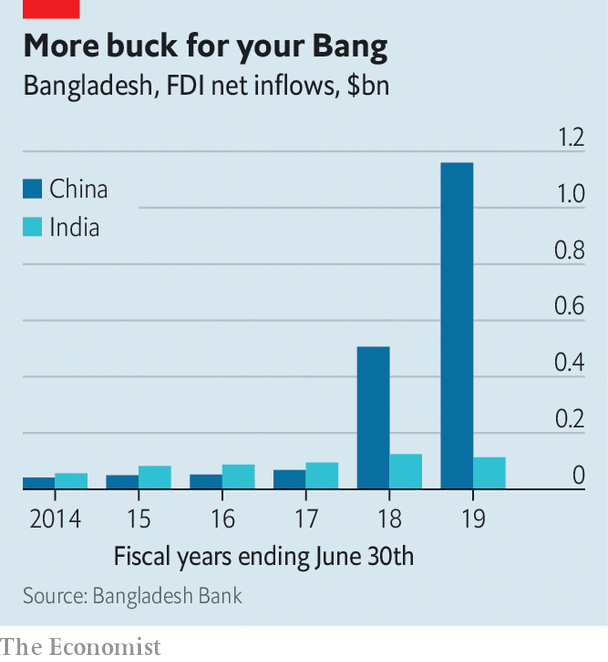 More buck for your Bang
Bangladesh, FDI net inflows, $bn
1.2
China
1.0
India
0.8
0.6
0.4
0.2
0
2014 15 16 17 18 19
Fiscal years ending June 30th
Source: Bangladesh Bank
The Economist